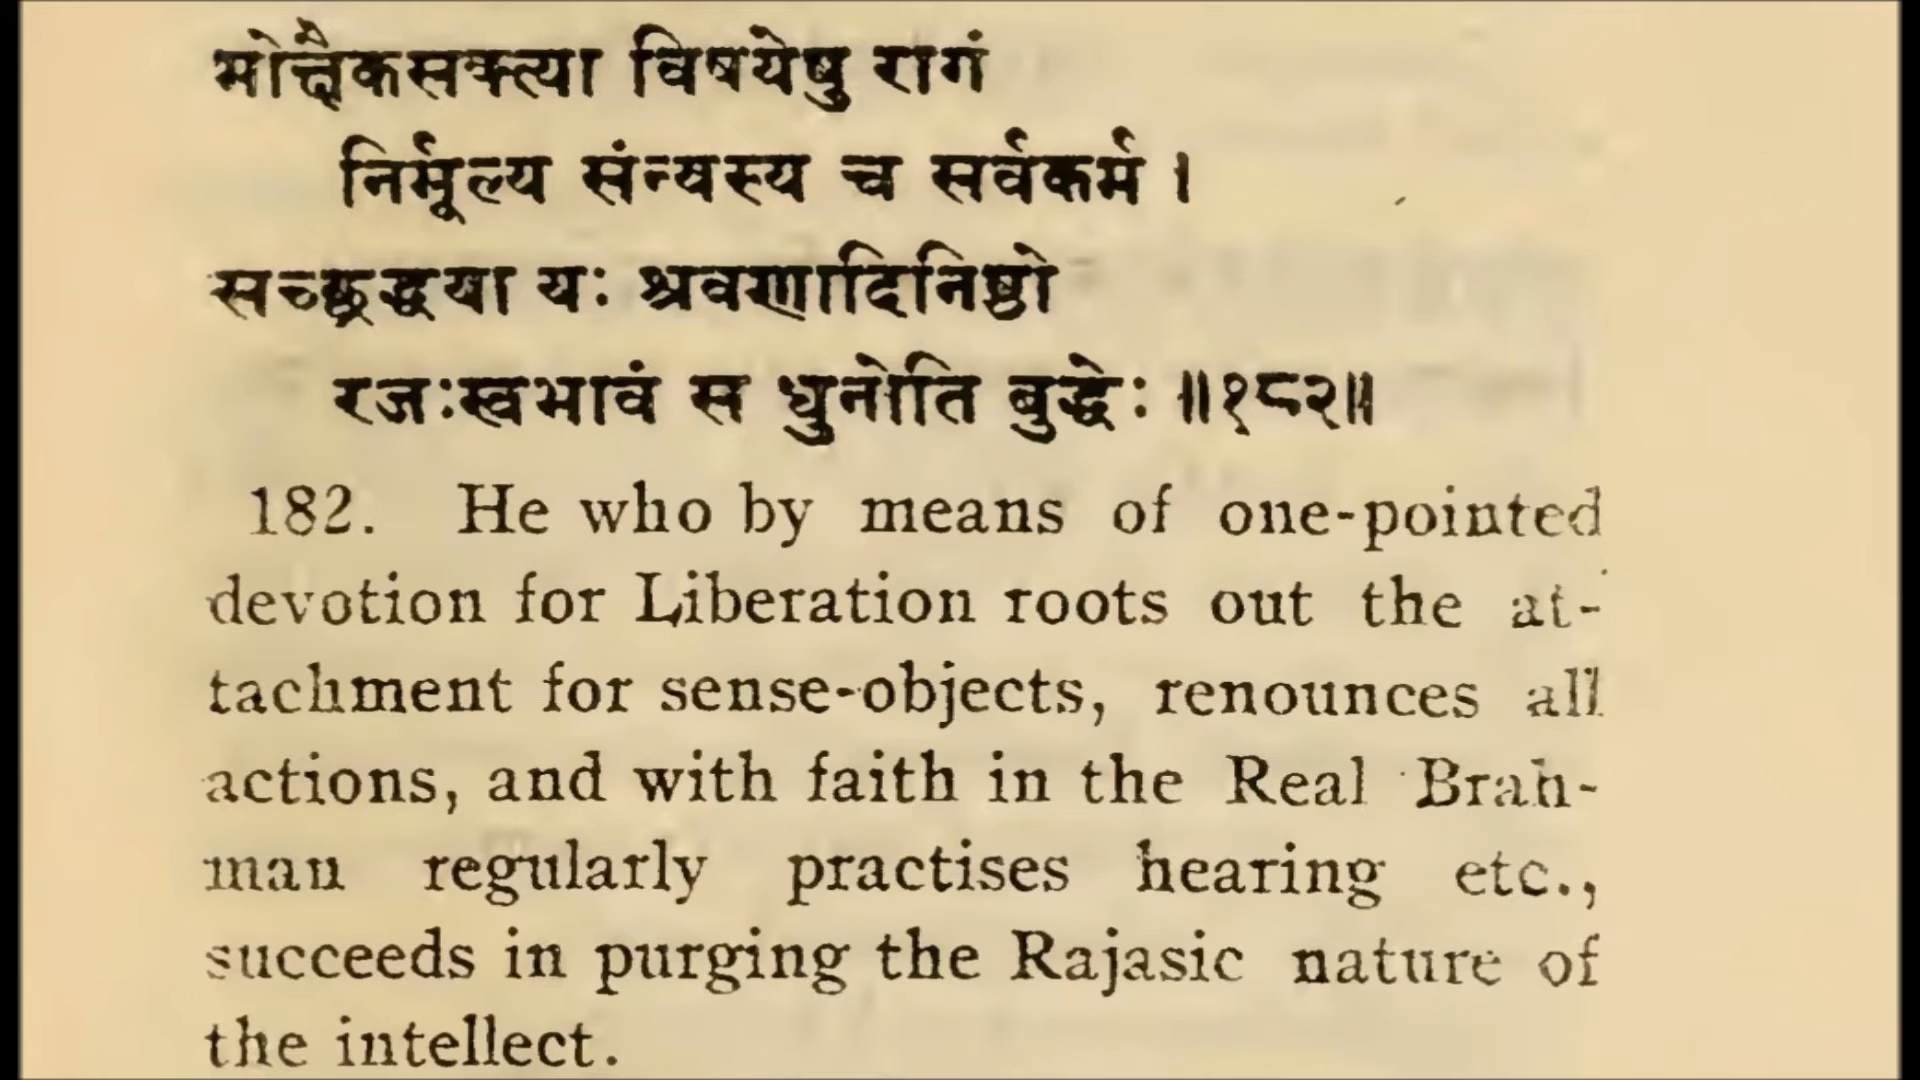 मोक्षैकसक्त्या विषयेषु रागं
निर्मूल्य संन्यस्य च सर्वकर्म ।
सच्छ्रद्धया यः श्रवणादिनिष्ठो
रजःस्वभावं स धुनोति बुद्धेः ॥१८२॥
182. He who by means of one-pointed
devotion for Liberation roots out the at-
tachment for sense-objects, renounces all
actions, and with faith in the Real Brah-
man regularly practises hearing etc.,
succeeds in purging the Rajasic nature of
the intellect.